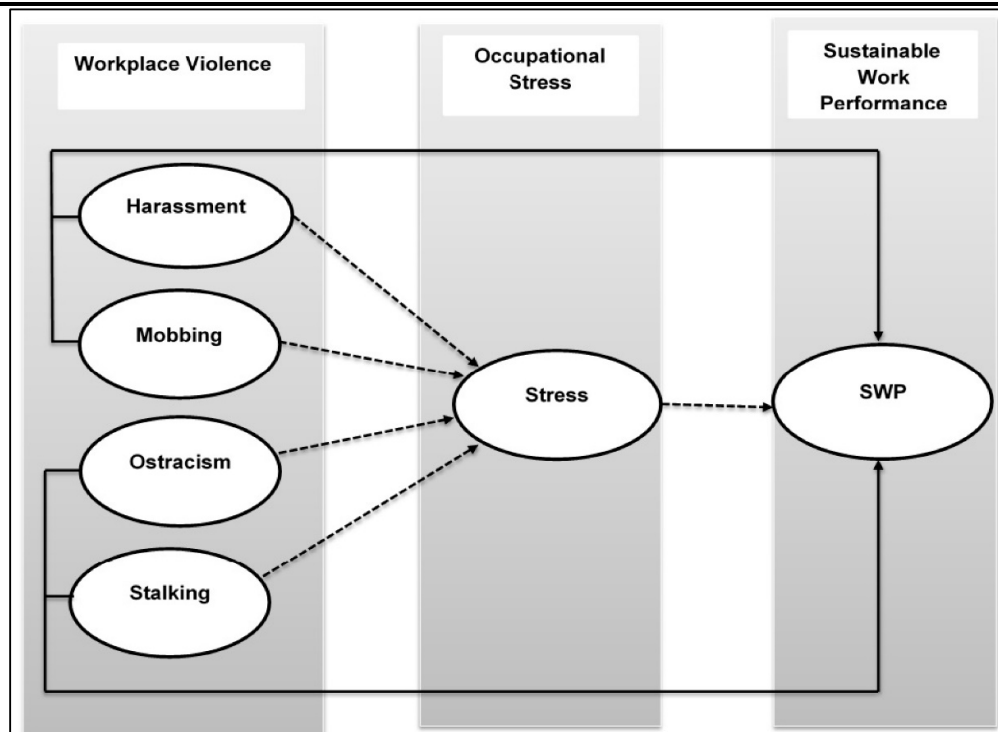 Workplace Violence
Occupational
Stress
Sustainable
Work
Performance
Harassment
Mobbing
Ostracism
Stalking
Stress
SWP